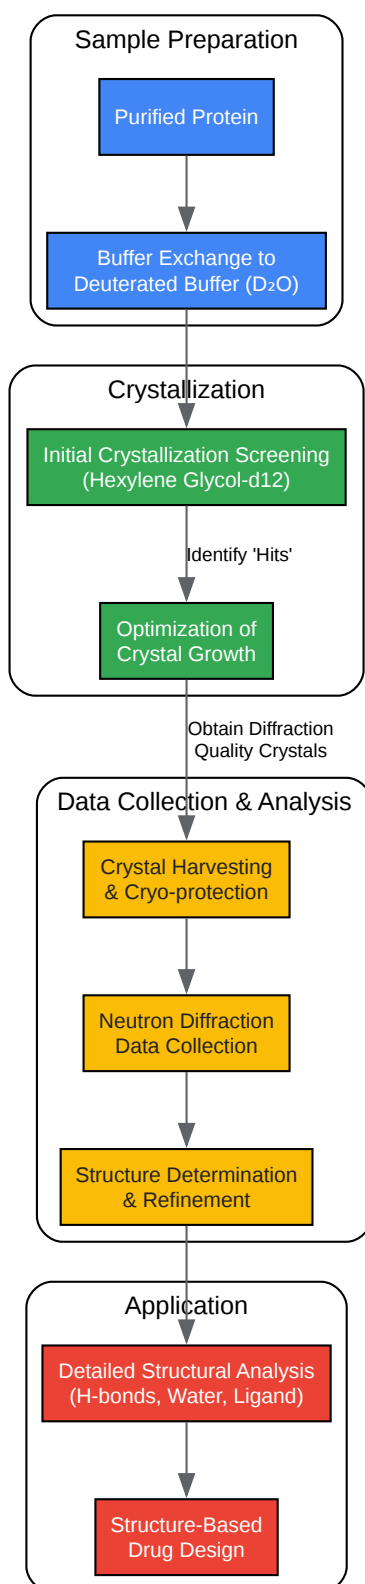 Sample Preparation
Purified Protein
Buffer Exchange to
Deuterated Buffer (D₂O)
Crystallization
Initial Crystallization Screening
(Hexylene Glycol-d12)
Identify 'Hits'
Optimization of
Crystal Growth
Obtain Diffraction
Quality Crystals
Data Collection & Analysis
Crystal Harvesting
& Cryo-protection
Neutron Diffraction
Data Collection
Structure Determination
& Refinement
Application
Detailed Structural Analysis
(H-bonds, Water, Ligand)
Structure-Based
Drug Design